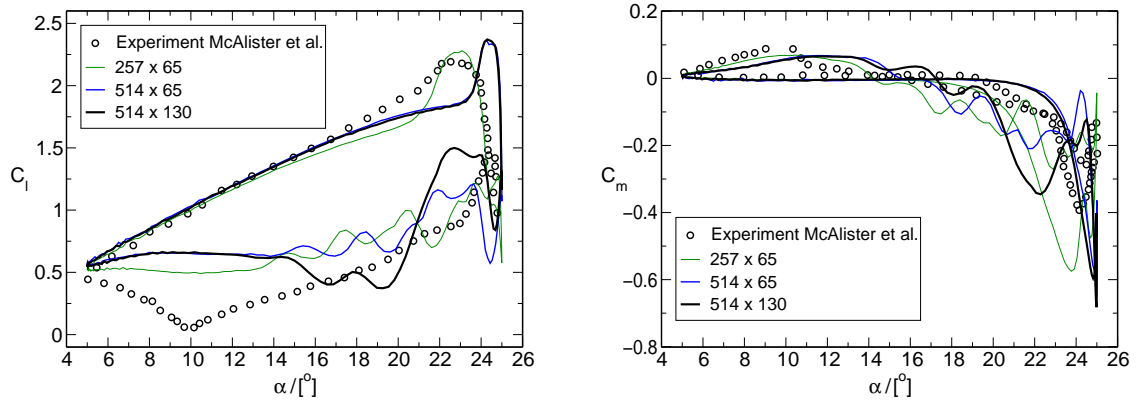 2.5
2
1.5
1
0.5
0
C_l
Experiment McAlister et al.
257 x 65
514 x 65
514 x 130
4 6 8 10 12 14 16 18 20 22 24 26
α/[°]
0.2
0
−0.2
−0.4
−0.6
−0.8
C_m
Experiment McAlister et al.
257 x 65
514 x 65
514 x 130
4 6 8 10 12 14 16 18 20 22 24 26
α/[°]